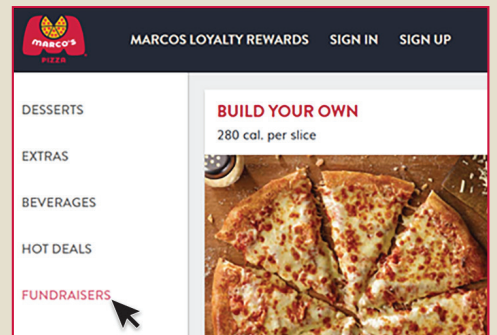 MARCO'S
PIZZA
MARCOS LOYALTY REWARDS SIGN IN SIGN UP
DESSERTS
EXTRAS
BEVERAGES
HOT DEALS
FUNDRAISERS
BUILD YOUR OWN
280 cal. per slice